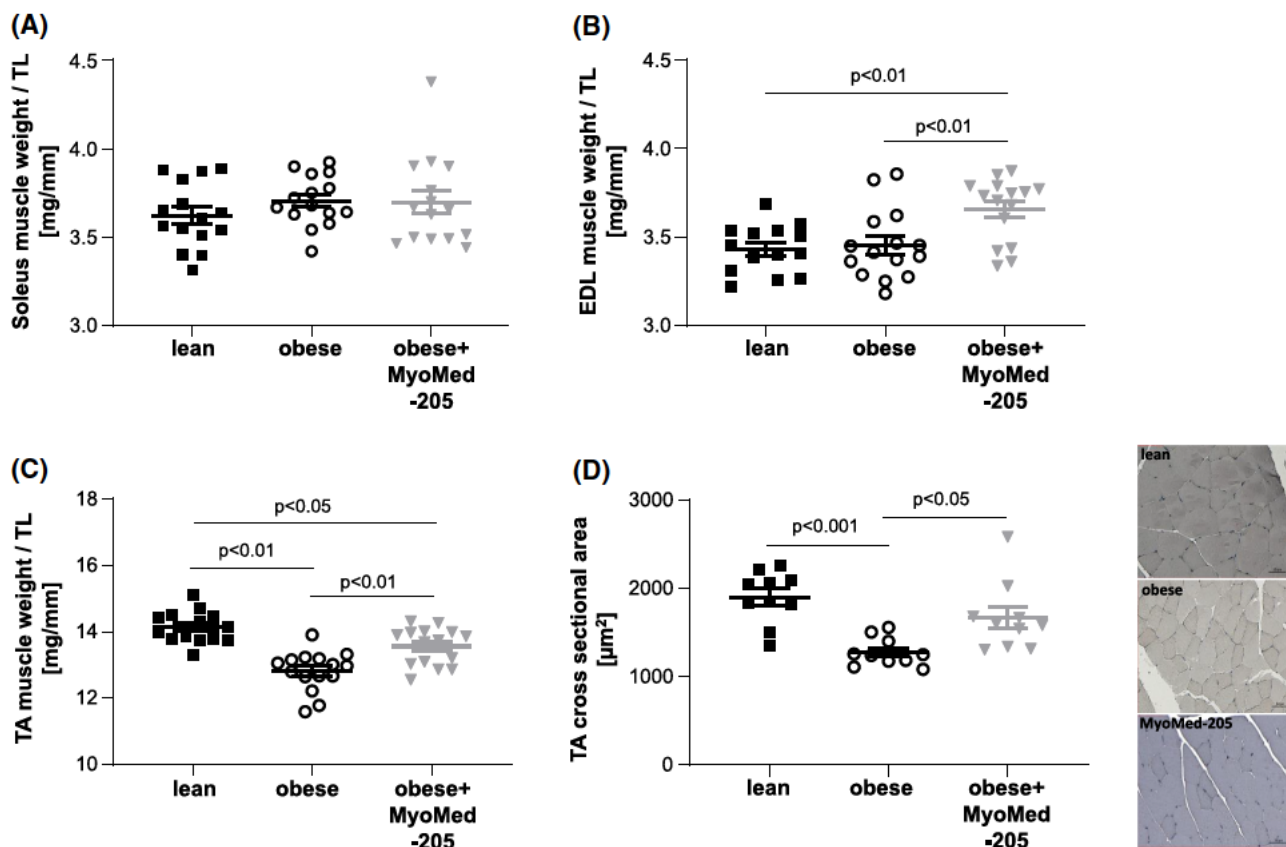 (A)
Soleus muscle weight / TL
[mg/mm]
4.5
4.0
3.5
3.0
lean
obese
obese+
MyoMed
-205
(B)
EDL muscle weight / TL
[mg/mm]
4.5
4.0
3.5
3.0
p<0.01
p<0.01
lean
obese
obese+
MyoMed
-205
(C)
TA muscle weight / TL
[mg/mm]
18
16
14
12
10
p<0.05
p<0.01
p<0.01
lean
obese
obese+
MyoMed
-205
(D)
TA cross sectional area
[µm²]
3000
2000
1000
0
p<0.05
p<0.001
lean
obese
obese+
MyoMed
-205
lean
obese
MyoMed-205